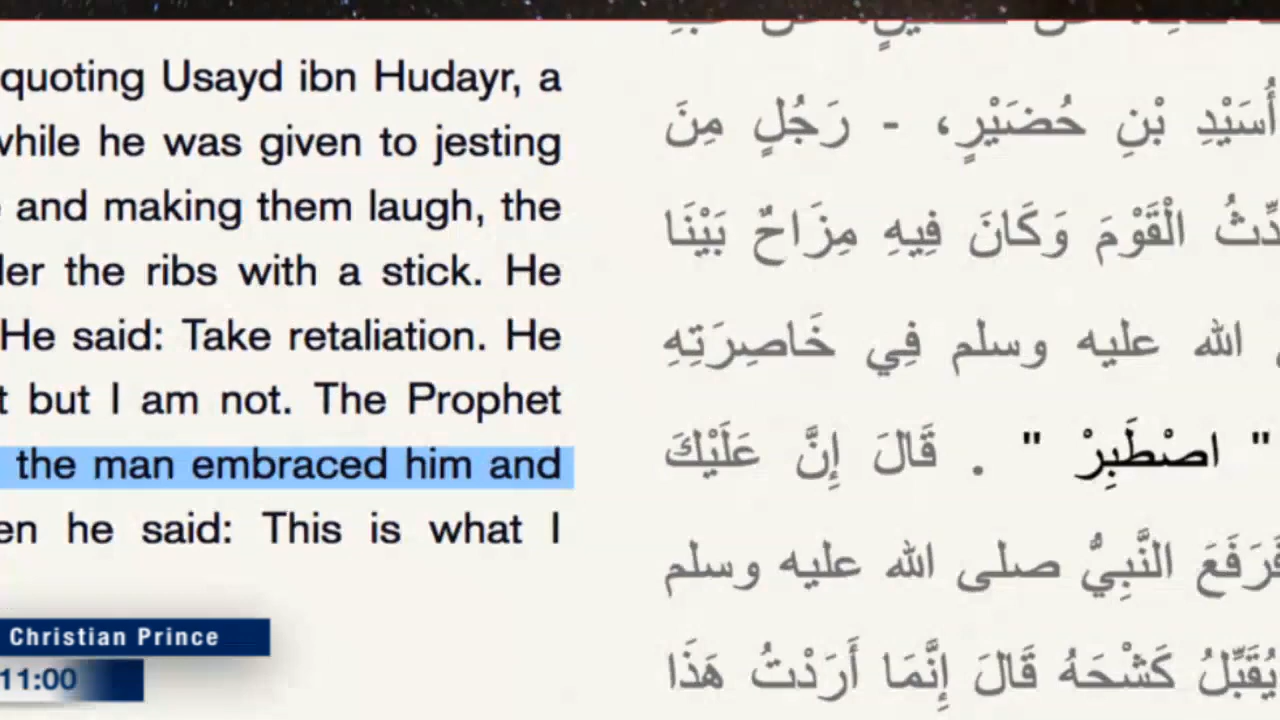 quoting Usayd ibn Hudayr, a
while he was given to jesting
and making them laugh, the
the ribs with a stick. He
He said: Take retaliation. He
but I am not. The Prophet
the man embraced him and
he said: This is what I
أُسَيْدِ بْنِ حُضَيْرٍ، - رَجُلٍ مِنَ
الْقَوْمَ وَكَانَ فِيهِ مِزَاحٌ بَيْنَا
الله عليه وسلم فِي خَاصِرَتِهِ
" اصْطَبِرْ " . قَالَ إِنَّ عَلَيْكَ
فَرَفَعَ النَّبِيُّ صلى الله عليه وسلم
يُقَبِّلُ كَشْحَهُ قَالَ إِنَّمَا أَرَدْتُ هَذَا
Christian Prince
11:00